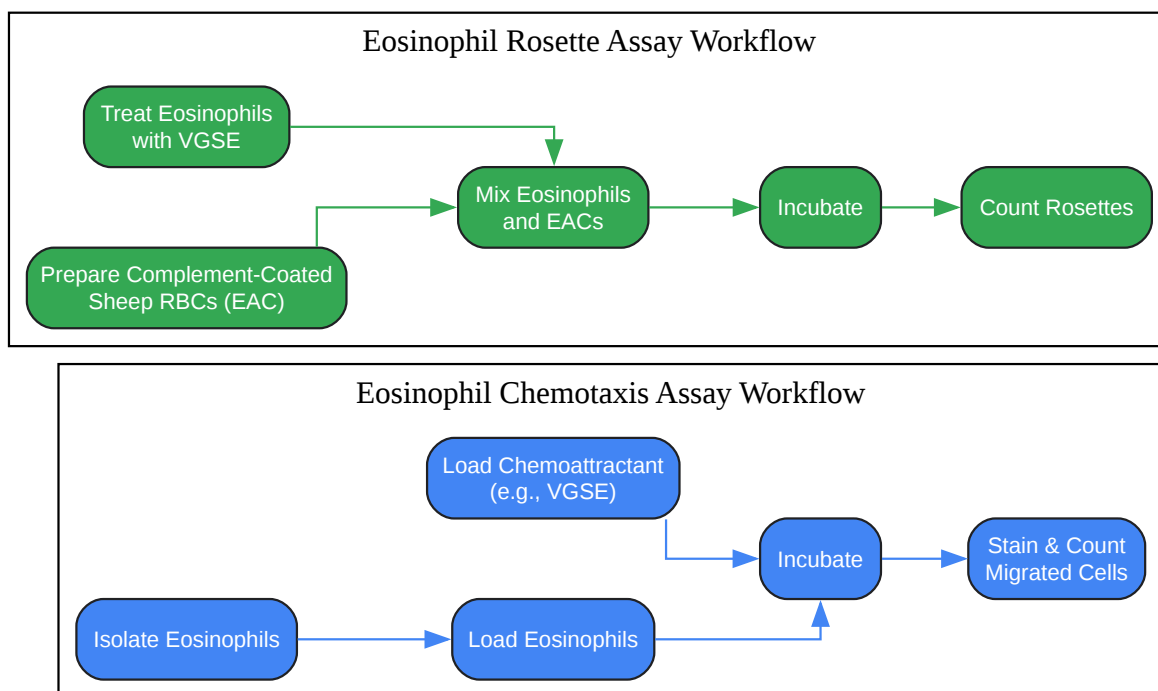 Eosinophil Rosette Assay Workflow
Treat Eosinophils
with VGSE
Mix Eosinophils
and EACs
Incubate
Count Rosettes
Prepare Complement-Coated
Sheep RBCs (EAC)
Eosinophil Chemotaxis Assay Workflow
Load Chemoattractant
(e.g., VGSE)
Incubate
Stain & Count
Migrated Cells
Isolate Eosinophils
Load Eosinophils